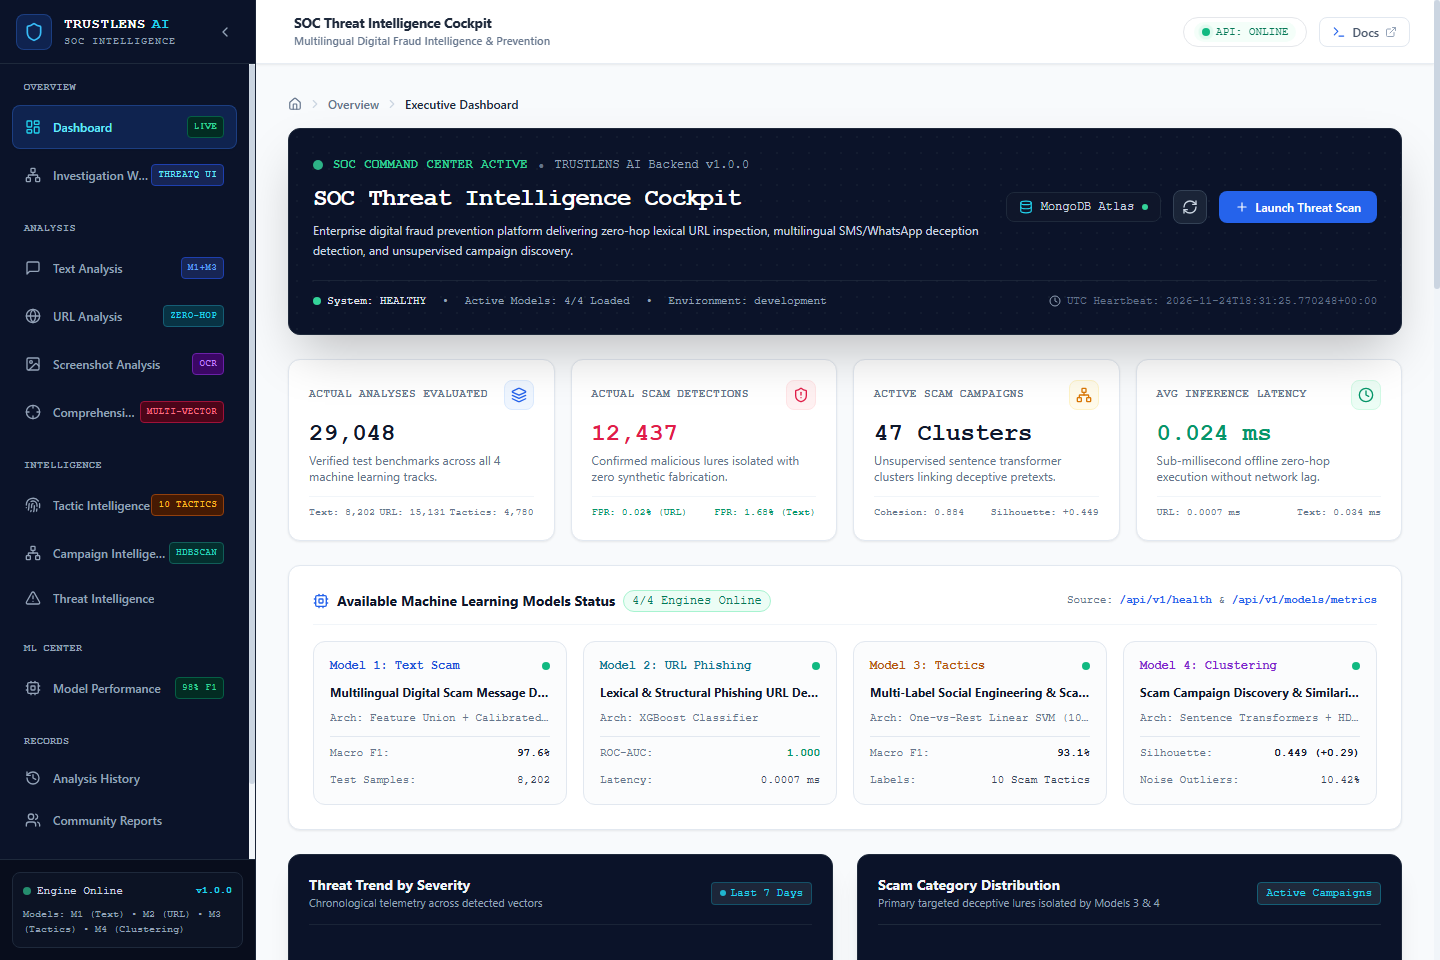 TRUSTLENS AI
SOC INTELLIGENCE
OVERVIEW
Dashboard
LIVE
Investigation W...
THREATQ UI
ANALYSIS
Text Analysis
M1+M3
URL Analysis
ZERO-HOP
Screenshot Analysis
OCR
Comprehensi...
MULTI-VECTOR
INTELLIGENCE
Tactic Intelligence
10 TACTICS
Campaign Intellige...
HDBSCAN
Threat Intelligence
ML CENTER
Model Performance
98% F1
RECORDS
Analysis History
Community Reports
Engine Online
v1.0.0
Models: M1 (Text) • M2 (URL) • M3
(Tactics) • M4 (Clustering)
SOC Threat Intelligence Cockpit
Multilingual Digital Fraud Intelligence & Prevention
API: ONLINE
Docs
Overview
Executive Dashboard
SOC COMMAND CENTER ACTIVE • TRUSTLENS AI Backend v1.0.0
SOC Threat Intelligence Cockpit
Enterprise digital fraud prevention platform delivering zero-hop lexical URL inspection, multilingual SMS/WhatsApp deception
detection, and unsupervised campaign discovery.
MongoDB Atlas
Launch Threat Scan
System: HEALTHY • Active Models: 4/4 Loaded • Environment: development
UTC Heartbeat: 2026-11-24T18:31:25.770248+00:00
ACTUAL ANALYSES EVALUATED
29,048
Verified test benchmarks across all 4
machine learning tracks.
Text: 8,202 URL: 15,131 Tactics: 4,780
ACTUAL SCAM DETECTIONS
12,437
Confirmed malicious lures isolated with
zero synthetic fabrication.
FPR: 0.02% (URL)
FPR: 1.68% (Text)
ACTIVE SCAM CAMPAIGNS
47 Clusters
Unsupervised sentence transformer
clusters linking deceptive pretexts.
Cohesion: 0.884
Silhouette: +0.449
AVG INFERENCE LATENCY
0.024 ms
Sub-millisecond offline zero-hop
execution without network lag.
URL: 0.0007 ms
Text: 0.034 ms
Available Machine Learning Models Status
4/4 Engines Online
Source: /api/v1/health & /api/v1/models/metrics
Model 1: Text Scam
Multilingual Digital Scam Message D...
Arch: Feature Union + Calibrated...
Macro F1:
97.6%
Test Samples:
8,202
Model 2: URL Phishing
Lexical & Structural Phishing URL De...
Arch: XGBoost Classifier
ROC-AUC:
1.000
Latency:
0.0007 ms
Model 3: Tactics
Multi-Label Social Engineering & Sca...
Arch: One-vs-Rest Linear SVM (10...
Macro F1:
93.1%
Labels:
10 Scam Tactics
Model 4: Clustering
Scam Campaign Discovery & Similari...
Arch: Sentence Transformers + HD...
Silhouette:
0.449 (+0.29)
Noise Outliers:
10.42%
Threat Trend by Severity
Chronological telemetry across detected vectors
Last 7 Days
Scam Category Distribution
Primary targeted deceptive lures isolated by Models 3 & 4
Active Campaigns